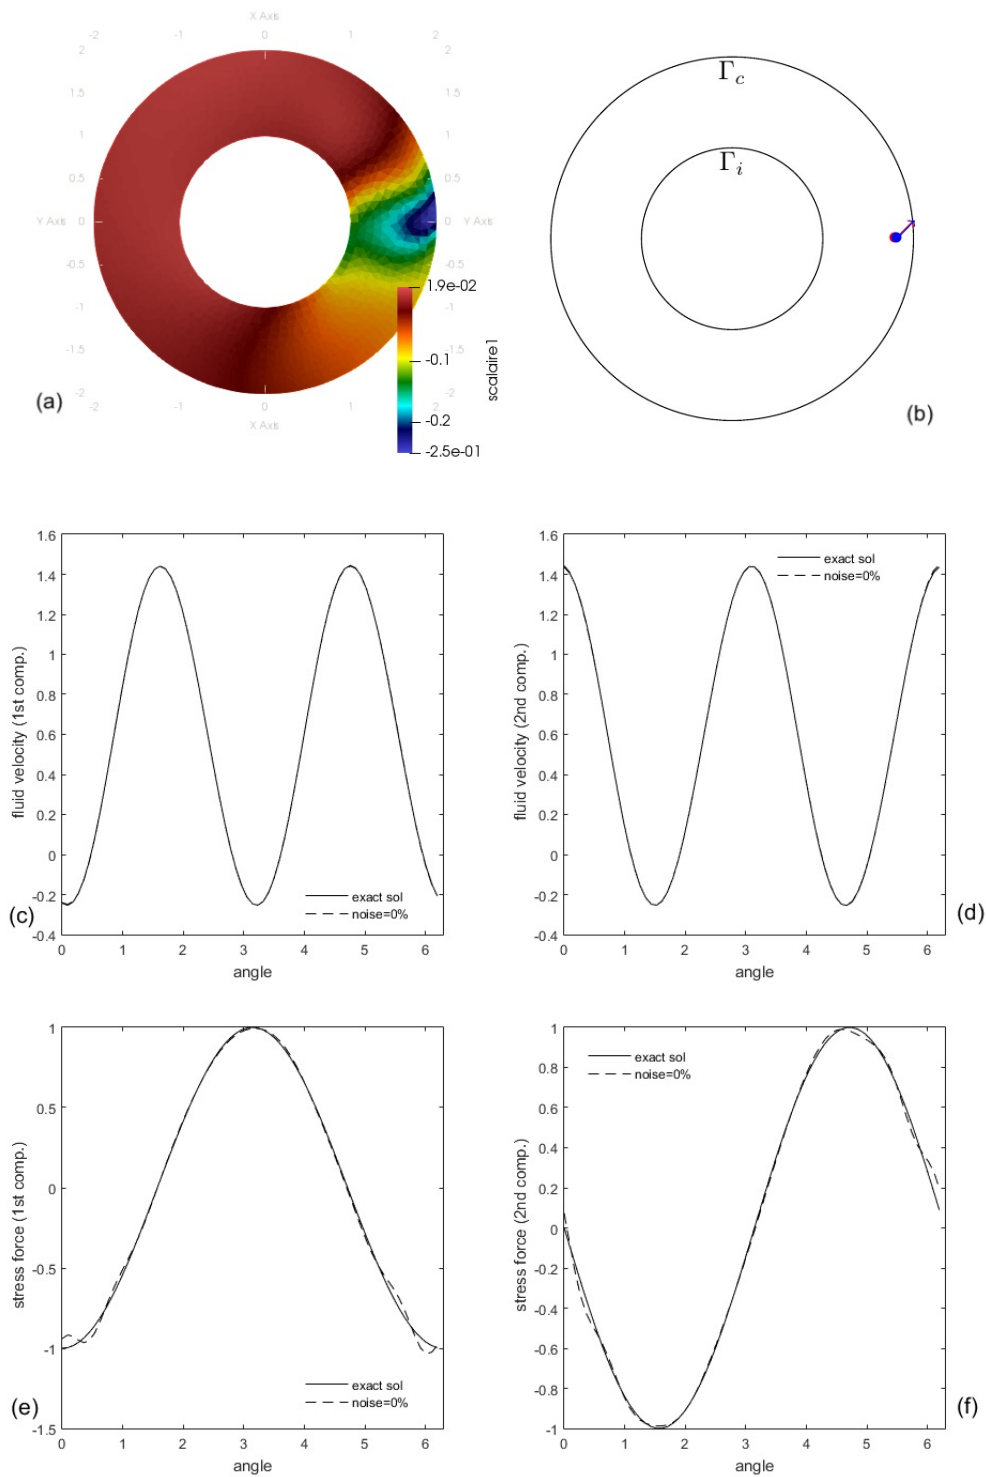 X Axis
-2 -1 0 1 2
2 2
1.5 1.5
1 1
0.5 0.5
Y Axis 0 0 Y Axis
-0.5 -0.5
-1 -1
-1.5 -1.5
-2 -2
-2 -1 0 1 2
X Axis
1.9e-02
-0.1
-0.2
-2.5e-01
scalaire1
(a)
Γc
Γi
(b)
1.6
1.4
1.2
1
0.8
0.6
0.4
0.2
0
-0.2
-0.4
fluid velocity (1st comp.)
exact sol
noise=0%
0 1 2 3 4 5 6
angle
(c)
1.6
1.4
1.2
1
0.8
0.6
0.4
0.2
0
-0.2
-0.4
fluid velocity (2nd comp.)
exact sol
noise=0%
0 1 2 3 4 5 6
angle
(d)
1
0.5
0
-0.5
-1
-1.5
stress force (1st comp.)
exact sol
noise=0%
0 1 2 3 4 5 6
angle
(e)
1
0.8
0.6
0.4
0.2
0
-0.2
-0.4
-0.6
-0.8
-1
stress force (2nd comp.)
exact sol
noise=0%
0 1 2 3 4 5 6
angle
(f)